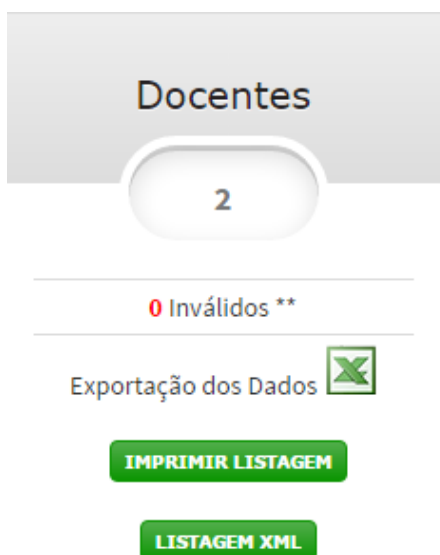 Docentes
2
0 Inválidos **
Exportação dos Dados
IMPRIMIR LISTAGEM
LISTAGEM XML